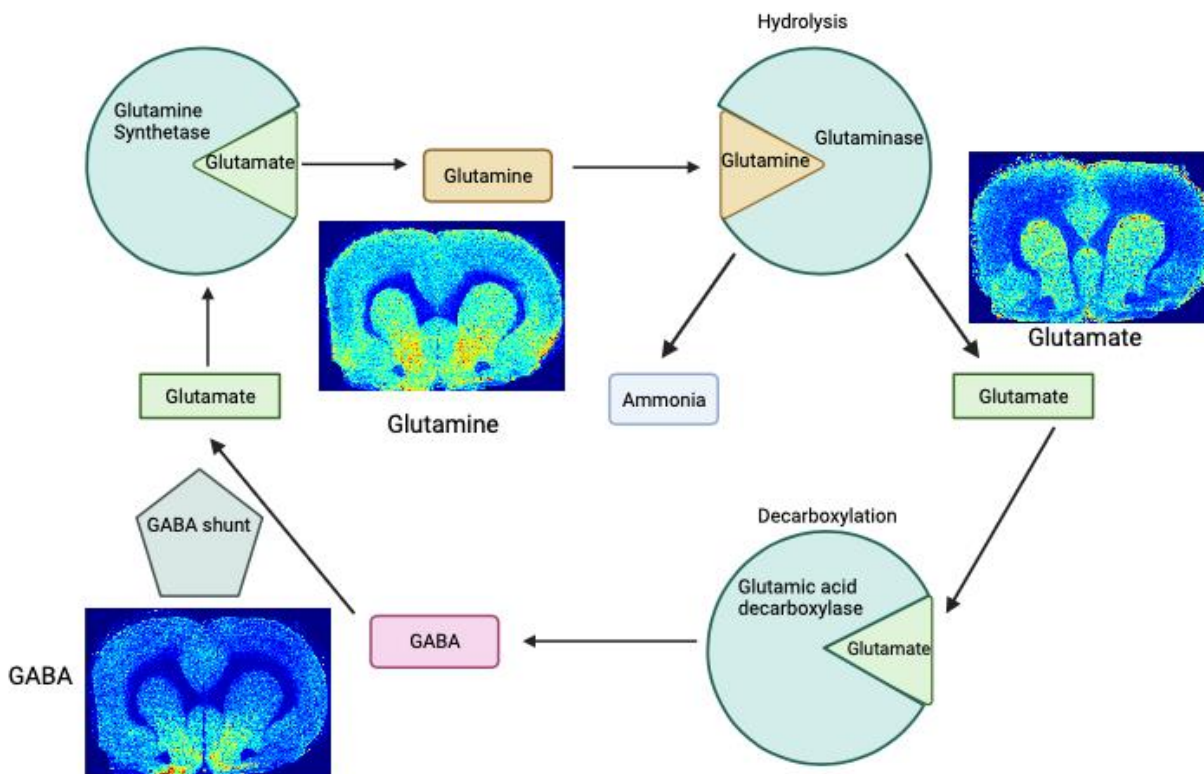 Hydrolysis
Glutamine
Synthetase
Glutamate
Glutamine
Glutamine
Glutaminase
Glutamate
Glutamate
Glutamine
Ammonia
Glutamate
GABA shunt
Decarboxylation
Glutamic acid
decarboxylase
Glutamate
GABA
GABA